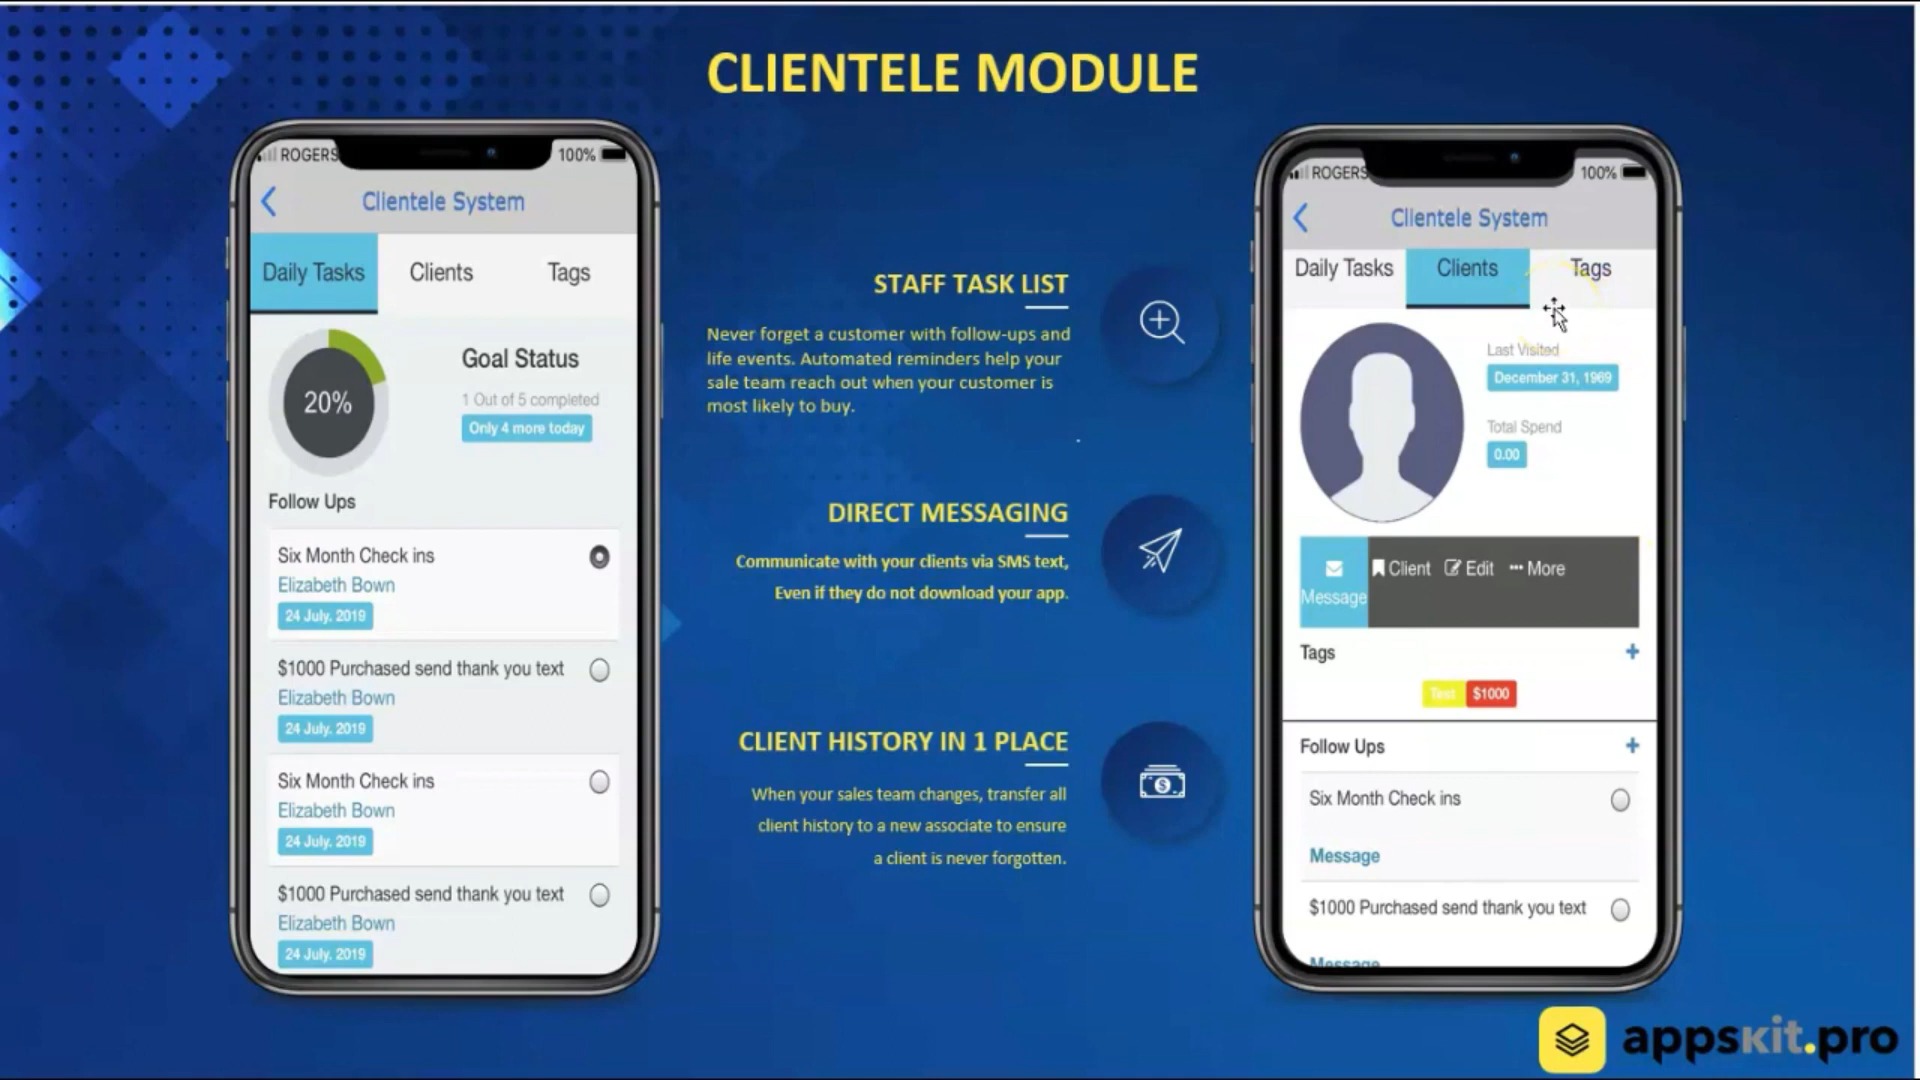 CLIENTELE MODULE
ROGERS 100%
Clientele System
Daily Tasks Clients Tags
20%
Goal Status
1 Out of 5 completed
Only 4 more today
Follow Ups
Six Month Check ins
Elizabeth Bown
24 July. 2019
$1000 Purchased send thank you text
Elizabeth Bown
24 July. 2019
Six Month Check ins
Elizabeth Bown
24 July. 2019
$1000 Purchased send thank you text
Elizabeth Bown
24 July. 2019
STAFF TASK LIST
Never forget a customer with follow-ups and
life events. Automated reminders help your
sale team reach out when your customer is
most likely to buy.
DIRECT MESSAGING
Communicate with your clients via SMS text,
Even if they do not download your app.
CLIENT HISTORY IN 1 PLACE
When your sales team changes, transfer all
client history to a new associate to ensure
a client is never forgotten.
ROGERS 100%
Clientele System
Daily Tasks Clients Tags
Last Visited
December 31, 1969
Total Spend
0.00
Message Client Edit More
Tags +
Test $1000
Follow Ups +
Six Month Check ins
Message
$1000 Purchased send thank you text
Message
appskit.pro